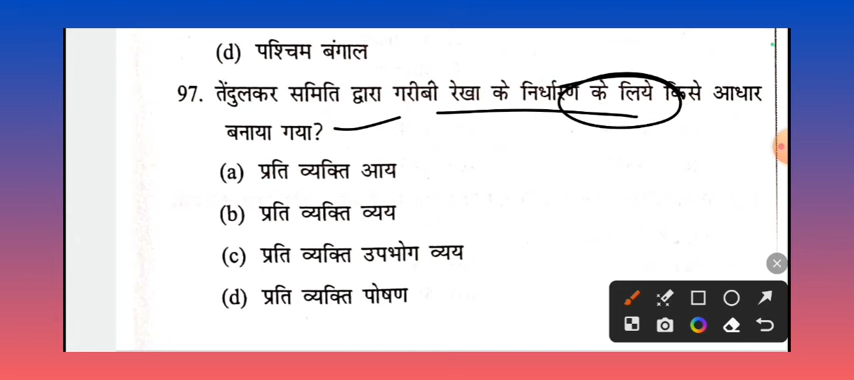 (d) पश्चिम बंगाल
97. तेंदुलकर समिति द्वारा गरीबी रेखा के निर्धारण के लिये किसे आधार
बनाया गया?
(a) प्रति व्यक्ति आय
(b) प्रति व्यक्ति व्यय
(c) प्रति व्यक्ति उपभोग व्यय
(d) प्रति व्यक्ति पोषण